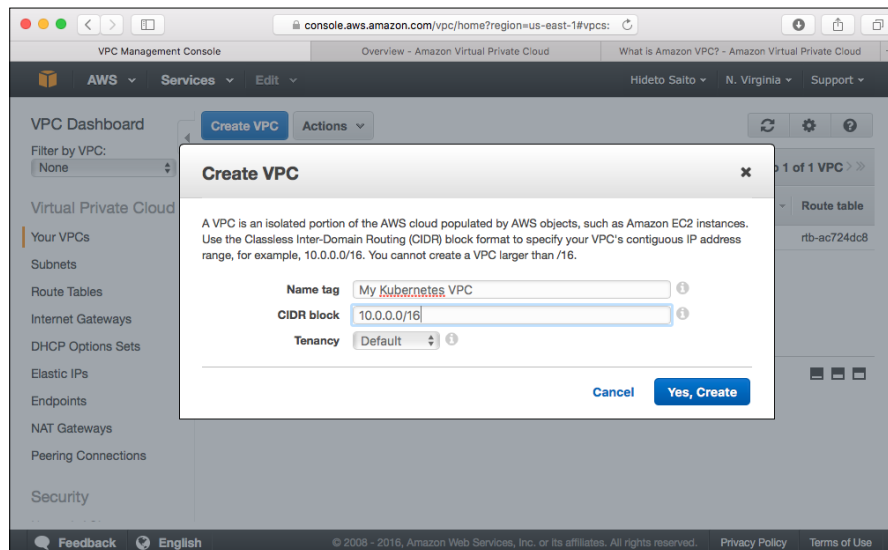 console.aws.amazon.com/vpc/home?region=us-east-1#vpcs:
VPC Management Console
Overview - Amazon Virtual Private Cloud
What is Amazon VPC? - Amazon Virtual Private Cloud
AWS
Services
Edit
Hideto Saito
N. Virginia
Support
VPC Dashboard
Create VPC
Actions
Filter by VPC:
None
1 of 1 VPC
Virtual Private Cloud
Route table
Your VPCs
rtb-ac724dc8
Subnets
Route Tables
Internet Gateways
DHCP Options Sets
Elastic IPs
Endpoints
NAT Gateways
Peering Connections
Security
Create VPC
A VPC is an isolated portion of the AWS cloud populated by AWS objects, such as Amazon EC2 instances.
Use the Classless Inter-Domain Routing (CIDR) block format to specify your VPC's contiguous IP address
range, for example, 10.0.0.0/16. You cannot create a VPC larger than /16.
Name tag My Kubernetes VPC
CIDR block 10.0.0.0/16
Tenancy Default
Cancel Yes, Create
Feedback English © 2008 - 2016, Amazon Web Services, Inc. or its affiliates. All rights reserved. Privacy Policy Terms of Use